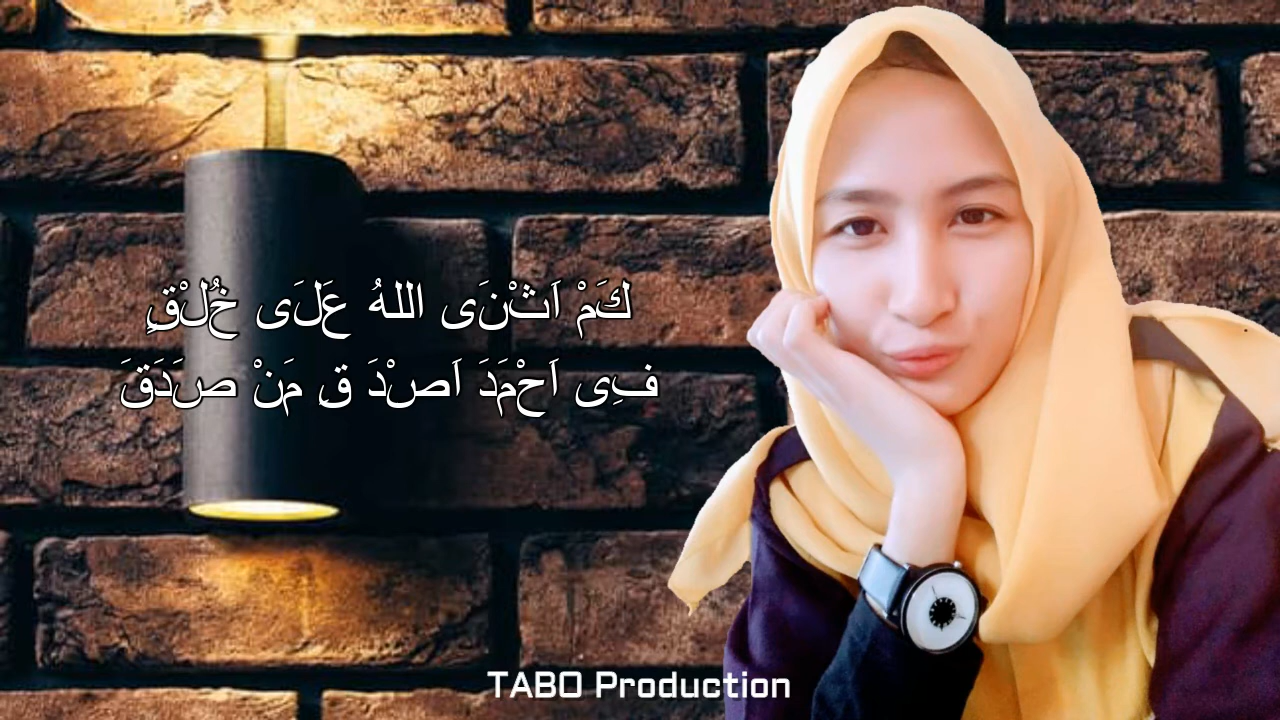 كَمْ اَثْنَى اللهُ عَلَى خُلْقٍ
فِى اَحْمَدَ اَصْدَ قِ مَنْ صَدَقَ
TABO Production